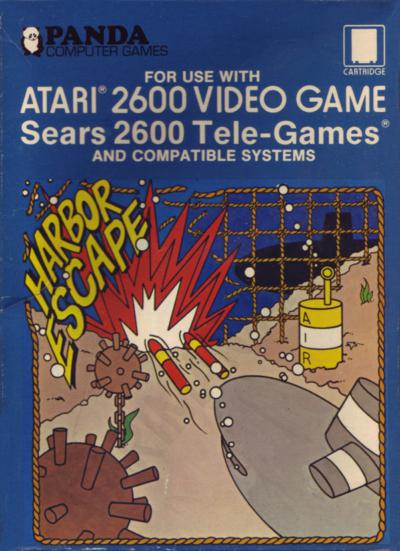 PANDA
COMPUTER GAMES
CARTRIDGE
FOR USE WITH
ATARI® 2600 VIDEO GAME
Sears 2600 Tele-Games®
AND COMPATIBLE SYSTEMS
HARBOR
ESCAPE
AIR